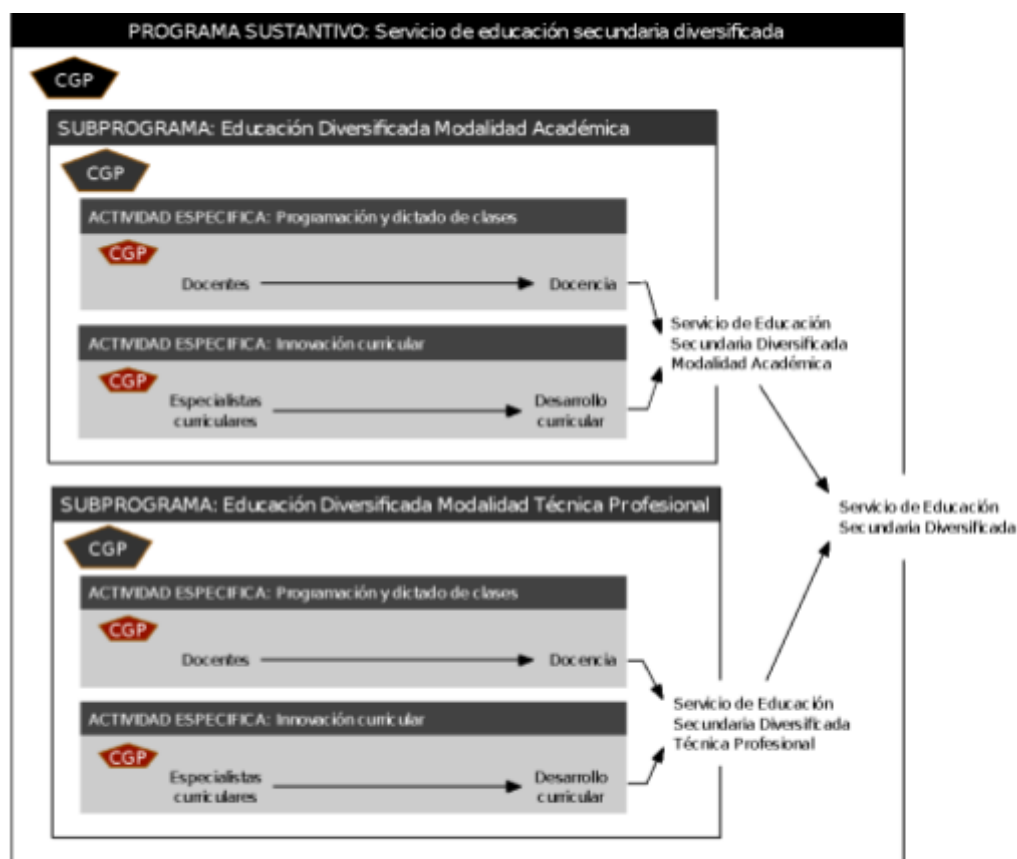 PROGRAMA SUSTANTIVO: Servicio de educación secundaria diversificada
CGP
SUBPROGRAMA: Educación Diversificada Modalidad Académica
CGP
ACTIVIDAD ESPECIFICA: Programación y dictado de clases
CGP
Docentes
Docencia
ACTIVIDAD ESPECIFICA: Innovación curricular
CGP
Especialistas
curriculares
Desarrollo
curricular
Servicio de Educación
Secundaria Diversificada
Modalidad Académica
SUBPROGRAMA: Educación Diversificada Modalidad Técnica Profesional
CGP
ACTIVIDAD ESPECIFICA: Programación y dictado de clases
CGP
Docentes
Docencia
ACTIVIDAD ESPECIFICA: Innovación curricular
CGP
Especialistas
curriculares
Desarrollo
curricular
Servicio de Educación
Secundaria Diversificada
Técnica Profesional
Servicio de Educación
Secundaria Diversificada